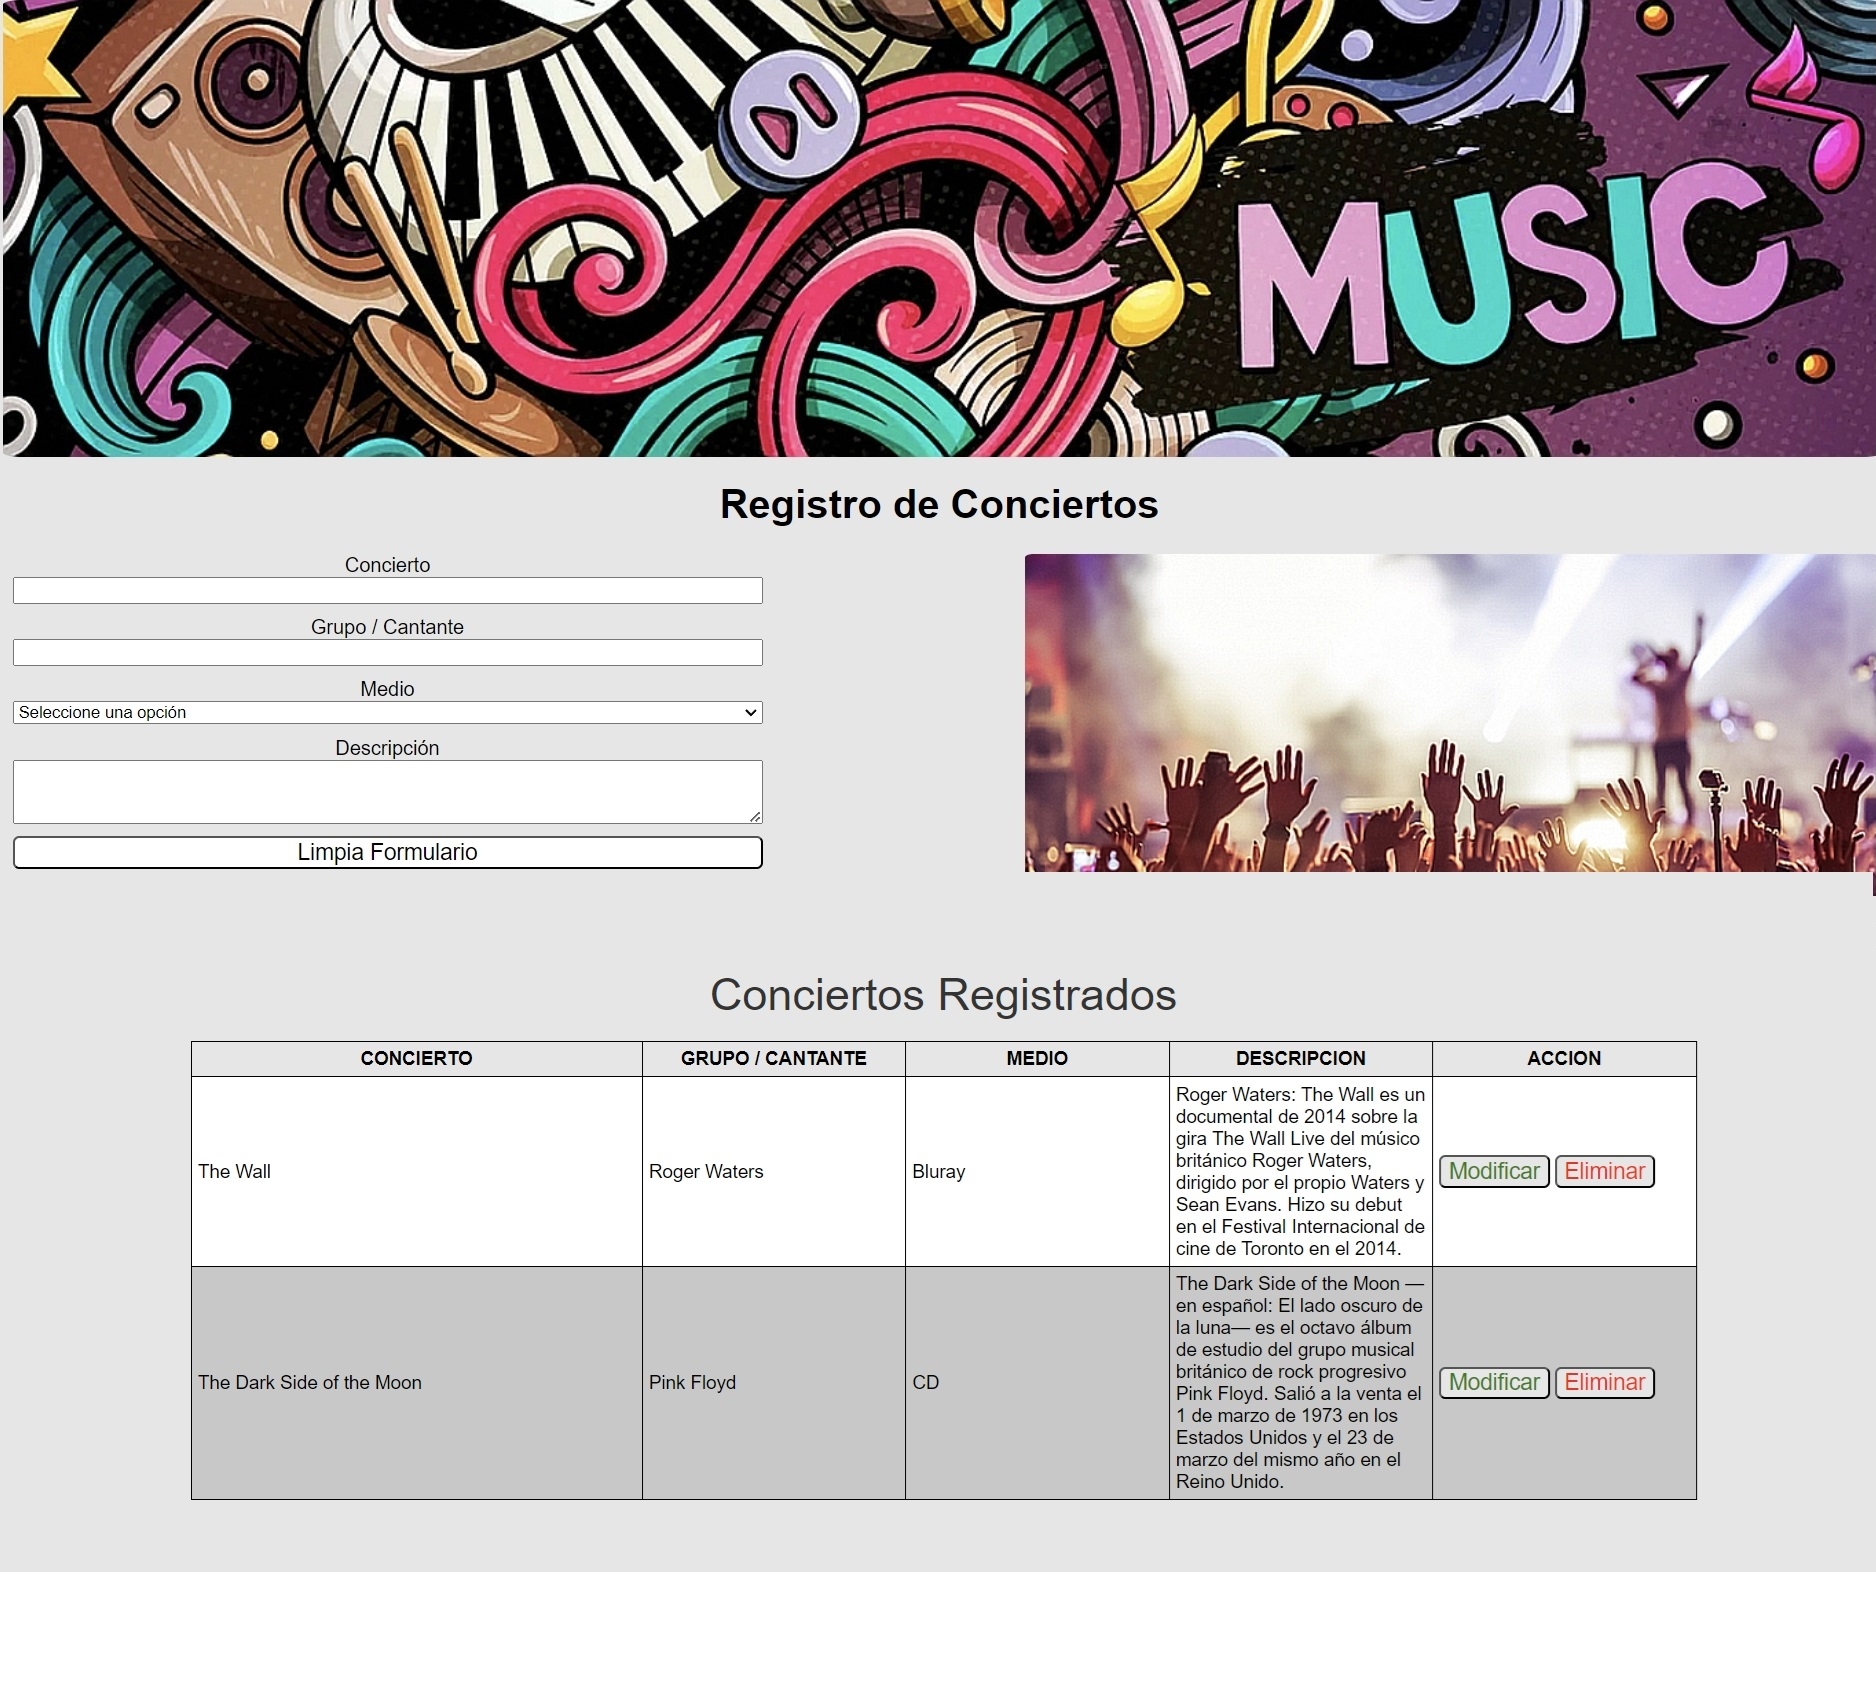 MUSIC
Registro de Conciertos
Concierto
Grupo / Cantante
Medio
Seleccione una opción
Descripción
Limpia Formulario
Conciertos Registrados
CONCIERTO GRUPO / CANTANTE MEDIO DESCRIPCION ACCION
The Wall
Roger Waters
Bluray
Roger Waters: The Wall es un
documental de 2014 sobre la
gira The Wall Live del músico
británico Roger Waters,
dirigido por el propio Waters y
Sean Evans. Hizo su debut
en el Festival Internacional de
cine de Toronto en el 2014.
Modificar Eliminar
The Dark Side of the Moon
Pink Floyd
CD
The Dark Side of the Moon —
en español: El lado oscuro de
la luna— es el octavo álbum
de estudio del grupo musical
británico de rock progresivo
Pink Floyd. Salió a la venta el
1 de marzo de 1973 en los
Estados Unidos y el 23 de
marzo del mismo año en el
Reino Unido.
Modificar Eliminar